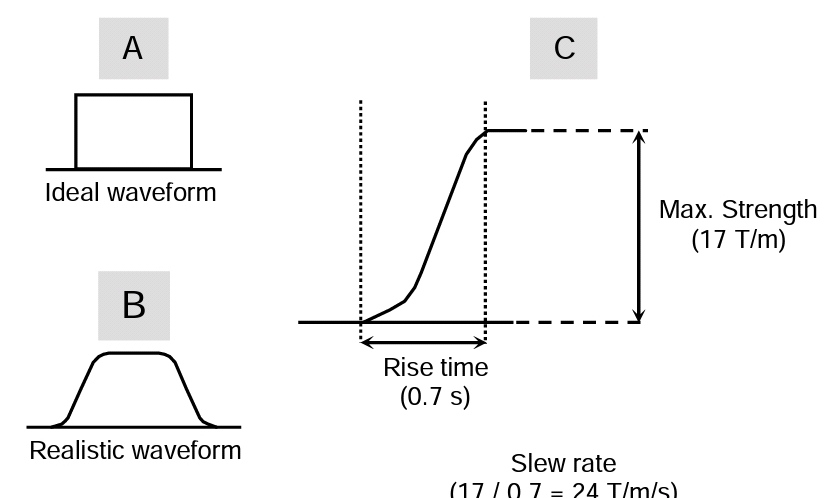 A
Ideal waveform
B
Realistic waveform
C
Max. Strength
(17 T/m)
Rise time
(0.7 s)
Slew rate
(17 / 0.7 = 24 T/m/s)